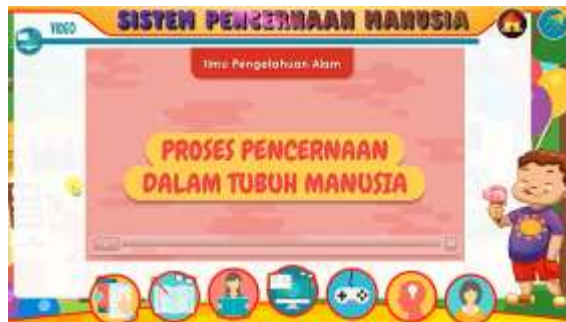 VIDEO
SISTEM PENCERNAAN MANUSIA
Ilmu Pengetahuan Alam
PROSES PENCERNAAN
DALAM TUBUH MANUSIA